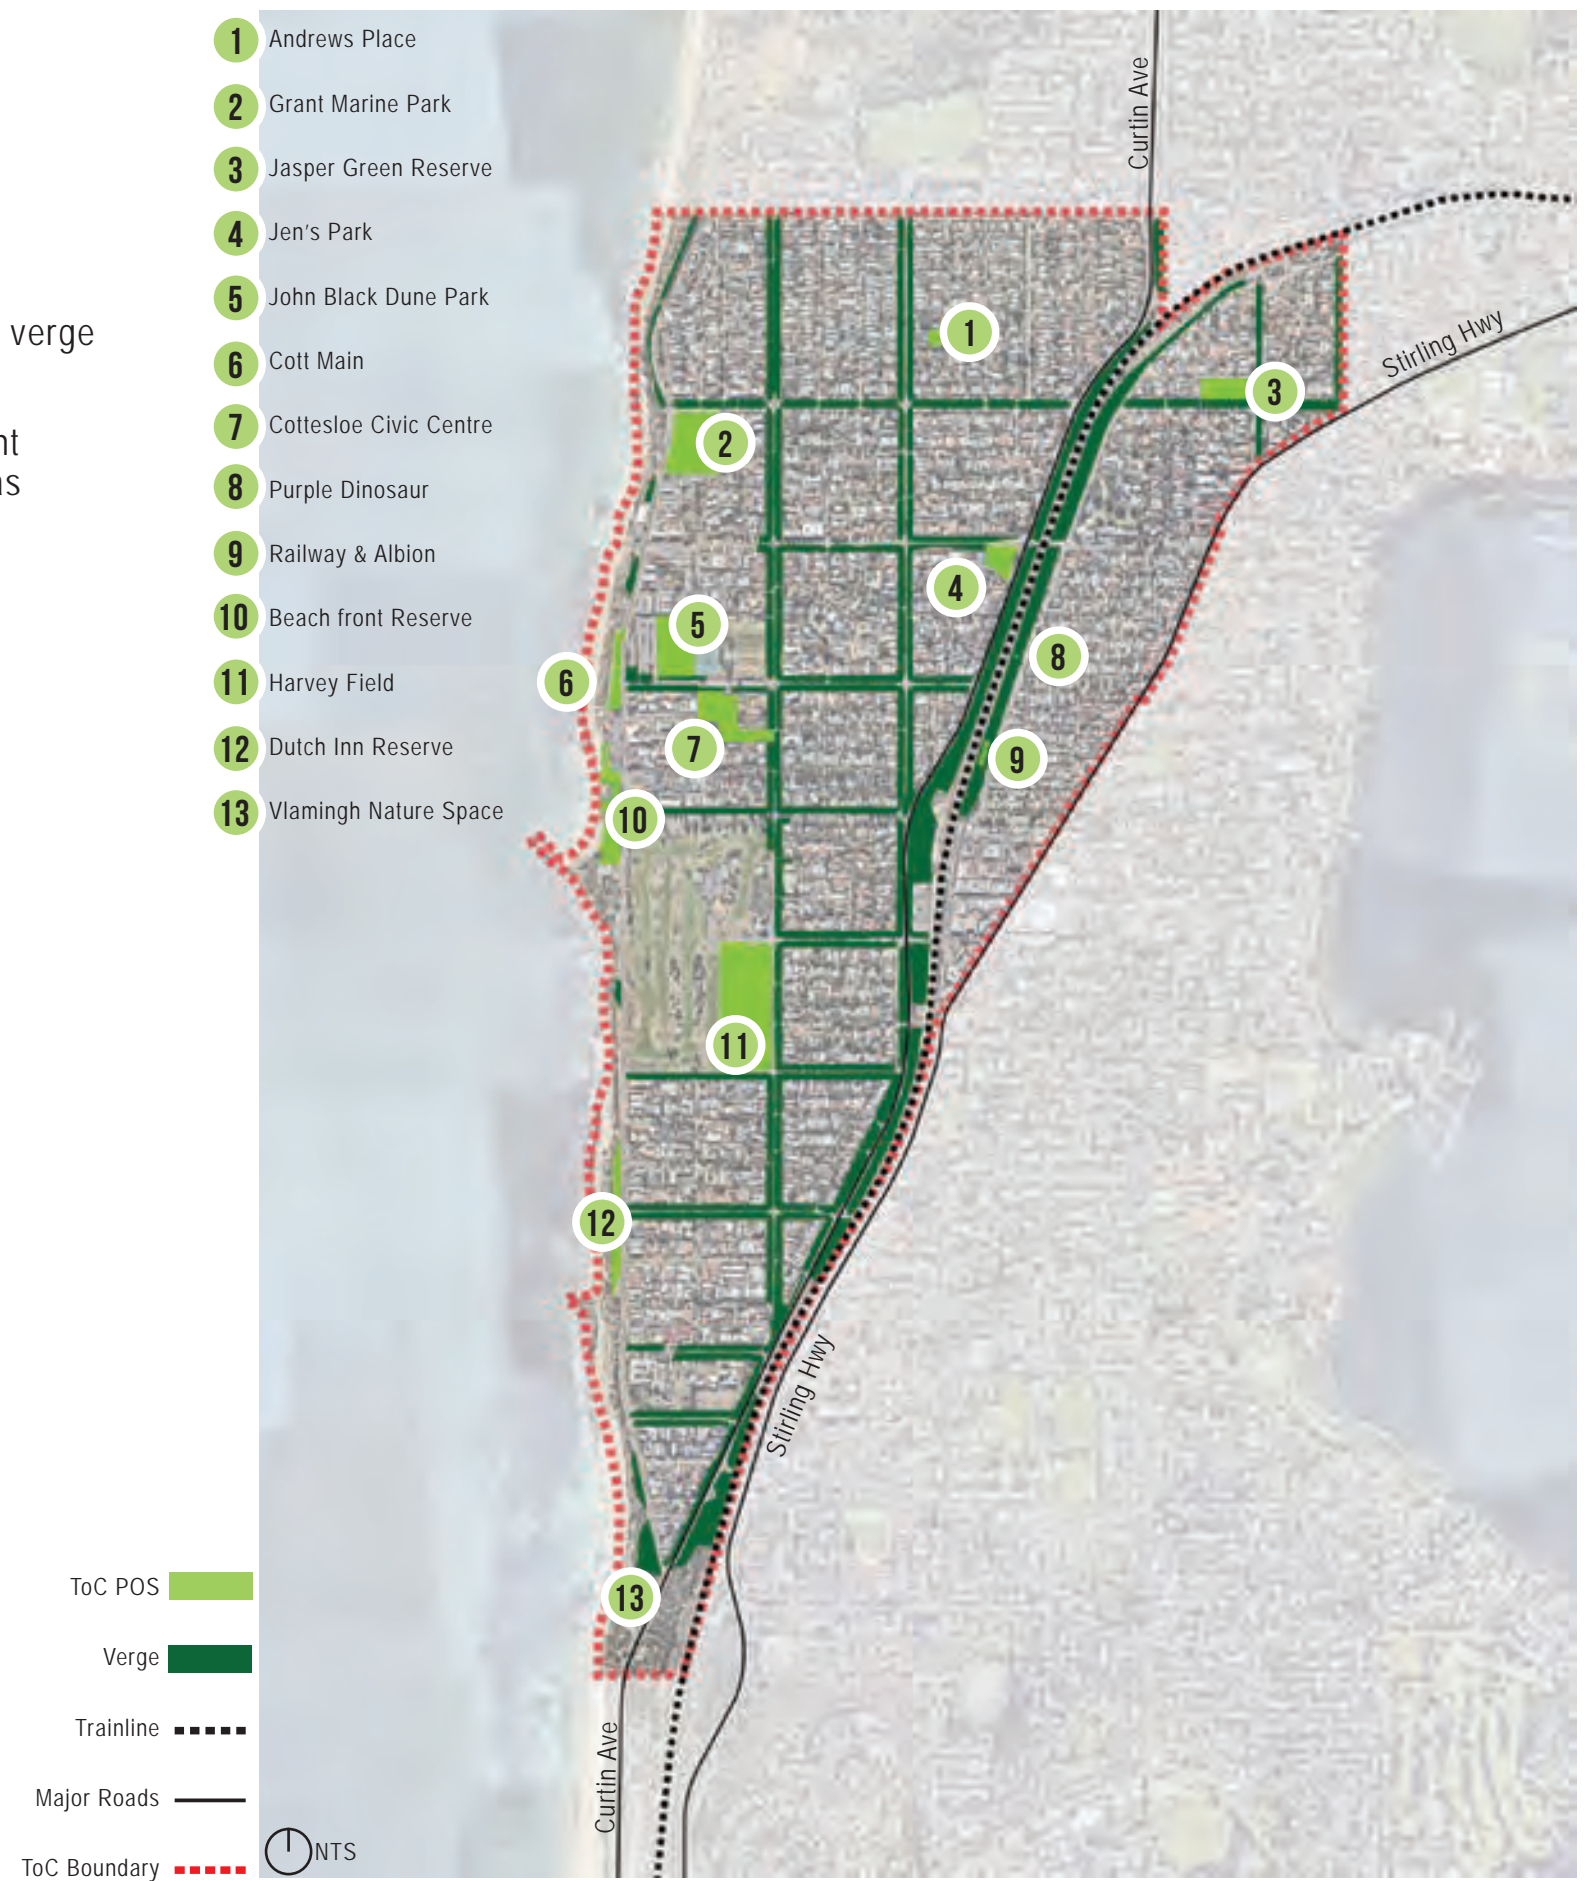 1 Andrews Place
2 Grant Marine Park
3 Jasper Green Reserve
4 Jen's Park
5 John Black Dune Park
6 Cott Main
7 Cottesloe Civic Centre
8 Purple Dinosaur
9 Railway & Albion
10 Beach front Reserve
11 Harvey Field
12 Dutch Inn Reserve
13 Vlamingh Nature Space
verge
nt
as
Curtin Ave
Stirling Hwy
1
3
2
4
5
8
6
7
9
10
11
12
Stirling Hwy
13
Curtin Ave
ToC POS
Verge
Trainline
Major Roads
ToC Boundary
NTS